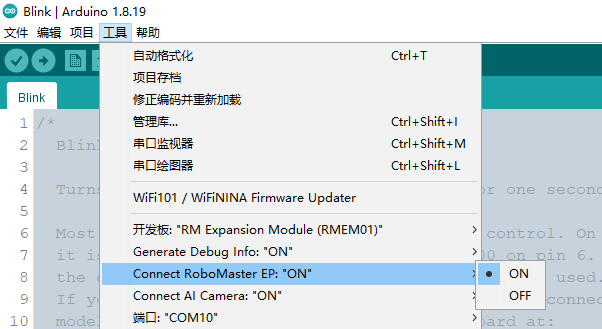 Blink | Arduino 1.8.19
文件 编辑 项目 工具 帮助
自动格式化 Ctrl+T
项目存档
修正编码并重新加载
管理库... Ctrl+Shift+I
串口监视器 Ctrl+Shift+M
串口绘图器 Ctrl+Shift+L
WiFi101 / WiFiNINA Firmware Updater
开发板: "RM Expansion Module (RMEM01)"
Generate Debug Info: "ON"
Connect RoboMaster EP: "ON"
Connect AI Camera: "ON"
端口: "COM10"
ON
OFF
Blink
1 /*
2 Blin
3
4 Turns or one secon
5
6 Most control. On
7 it i 00 on pin 6.
8 the used.
9 If yo connec
10 mode ard at: